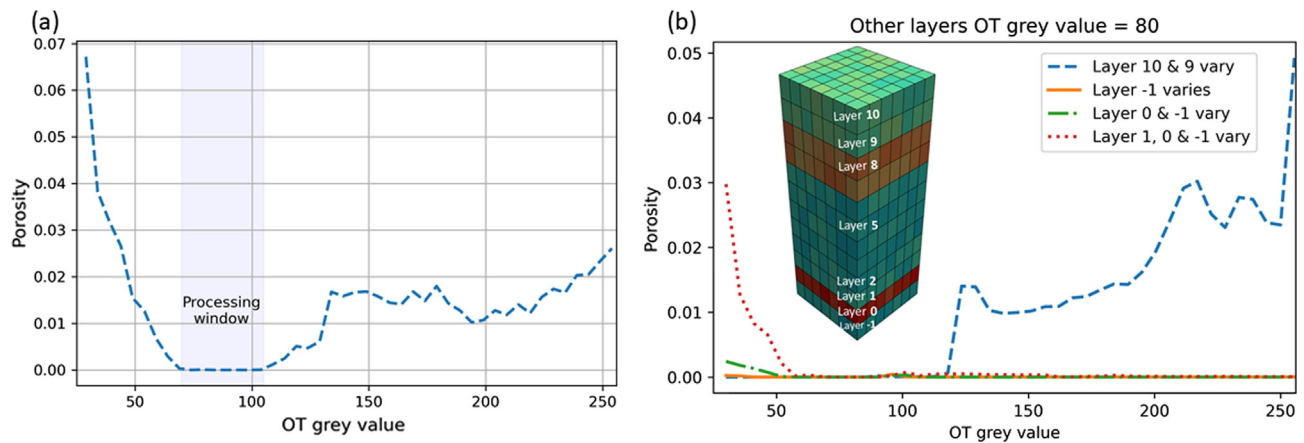 (a)
0.07
0.06
0.05
0.04
0.03
0.02
0.01
0.00
Porosity
Processing
window
50
100
150
200
250
OT grey value
(b)
Other layers OT grey value = 80
0.05
0.04
0.03
0.02
0.01
0.00
Porosity
Layer 10 & 9 vary
Layer -1 varies
Layer 0 & -1 vary
Layer 1, 0 & -1 vary
Layer 10
Layer 9
Layer 8
Layer 5
Layer 2
Layer 1
Layer 0
Layer -1
50
100
150
200
250
OT grey value